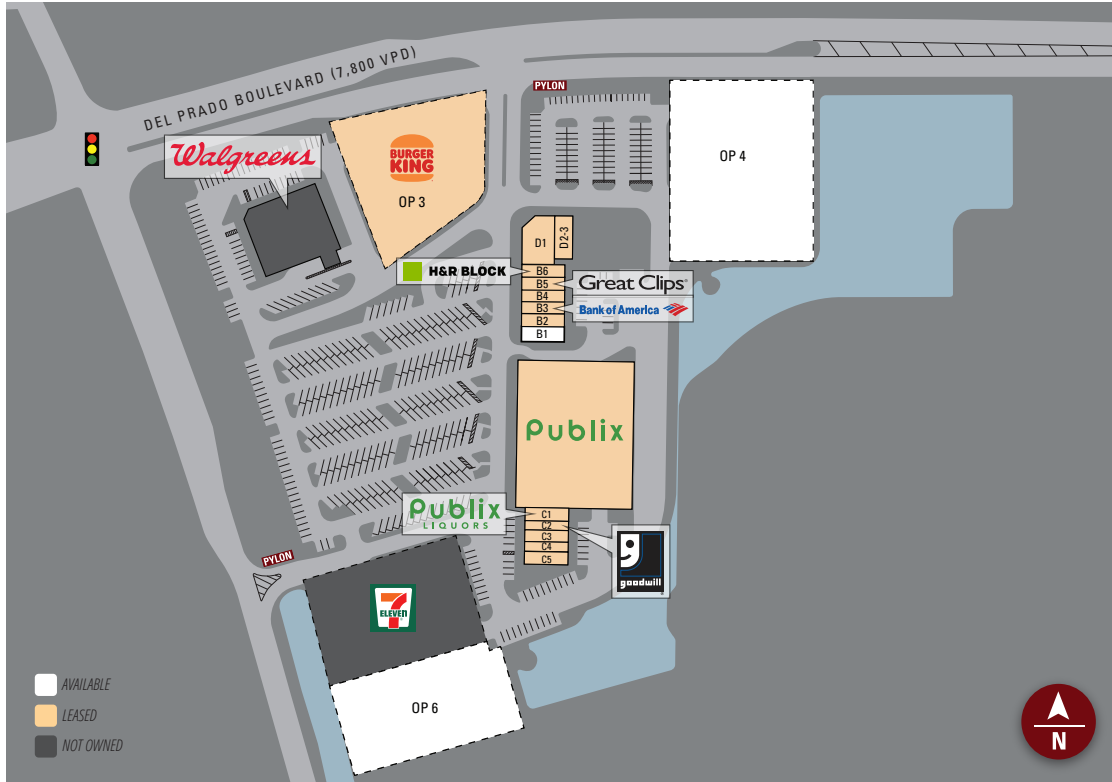 DEL PRADO BOULEVARD (7,800 VPD)
PYLON
Walgreens
BURGER
KING
OP 3
OP 4
D1
D2-3
H&R BLOCK
B6
B5
Great Clips
B4
B3
Bank of America
B2
B1
Publix
Publix
LIQUORS
C1
C2
C3
C4
C5
goodwill
PYLON
7
ELEVEn
OP 6
AVAILABLE
LEASED
NOT OWNED
N